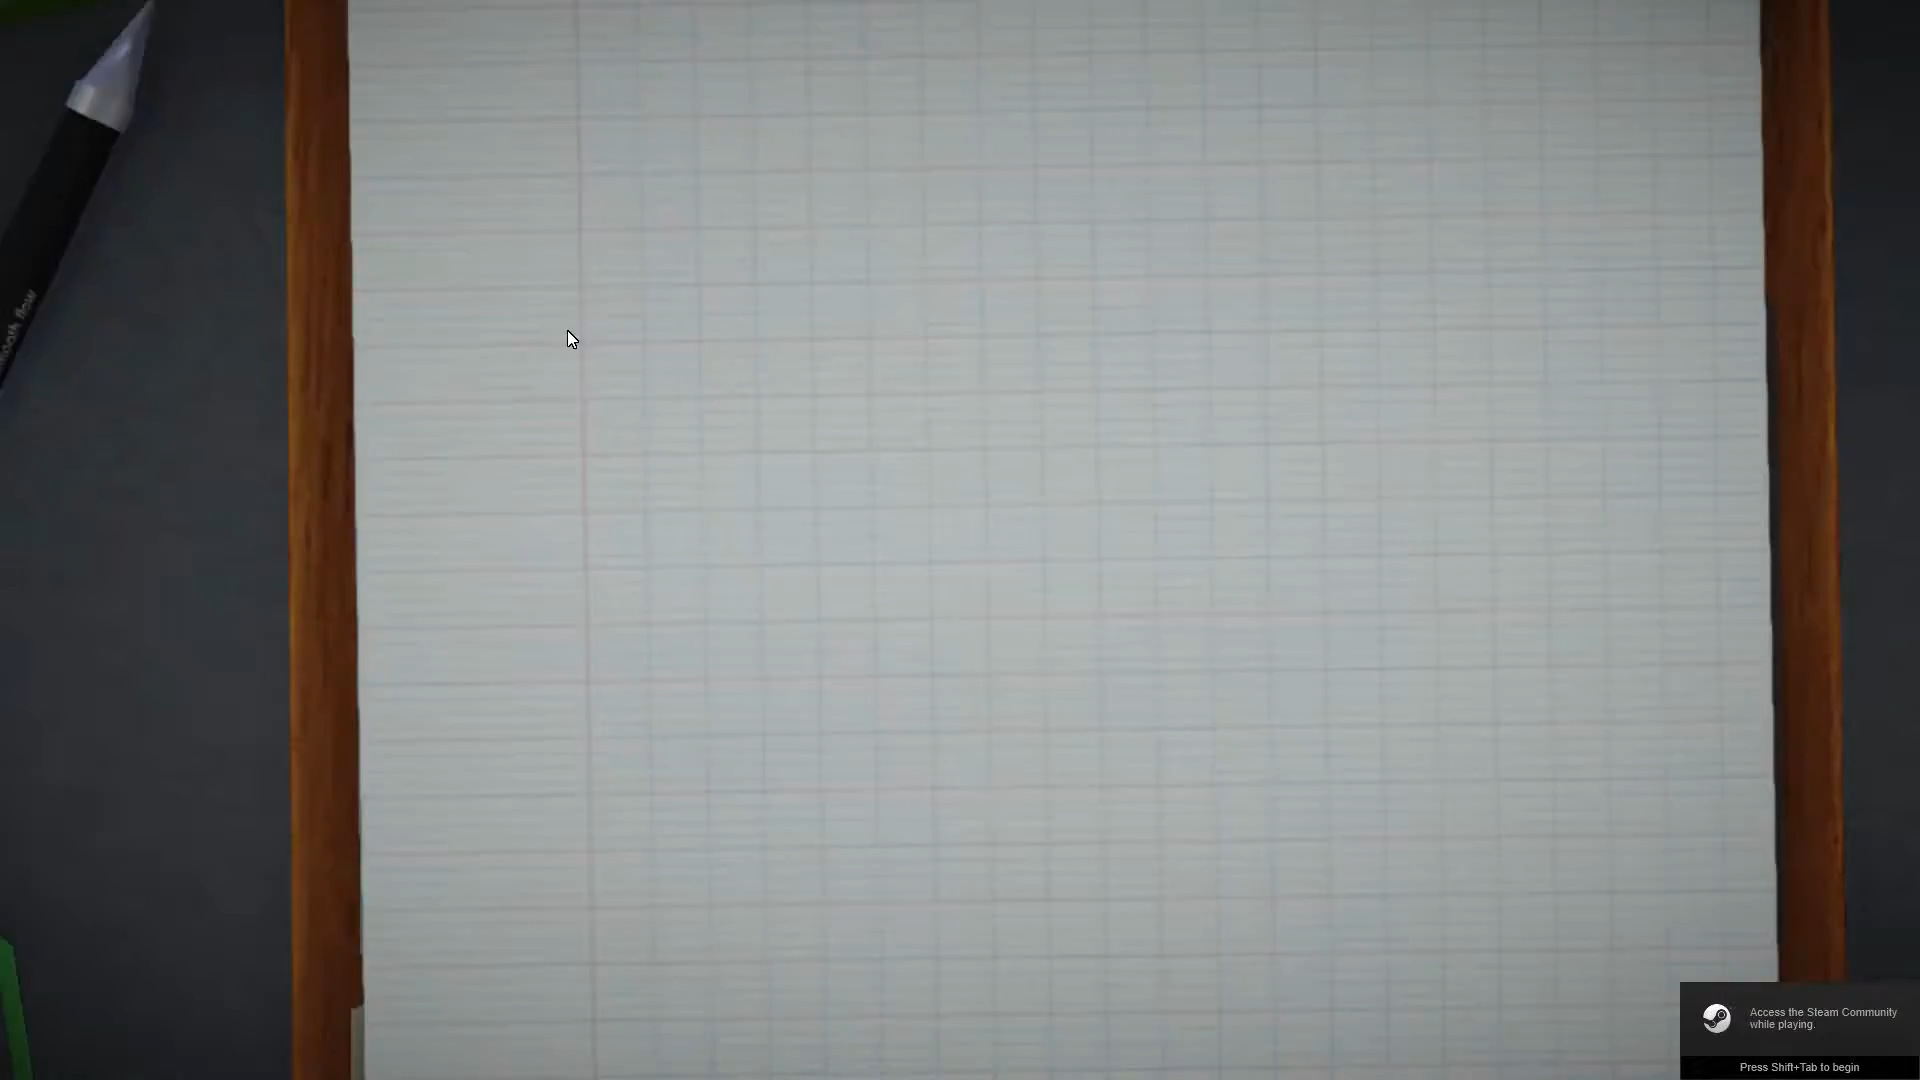 Access the Steam Community
while playing.
Press Shift+Tab to begin